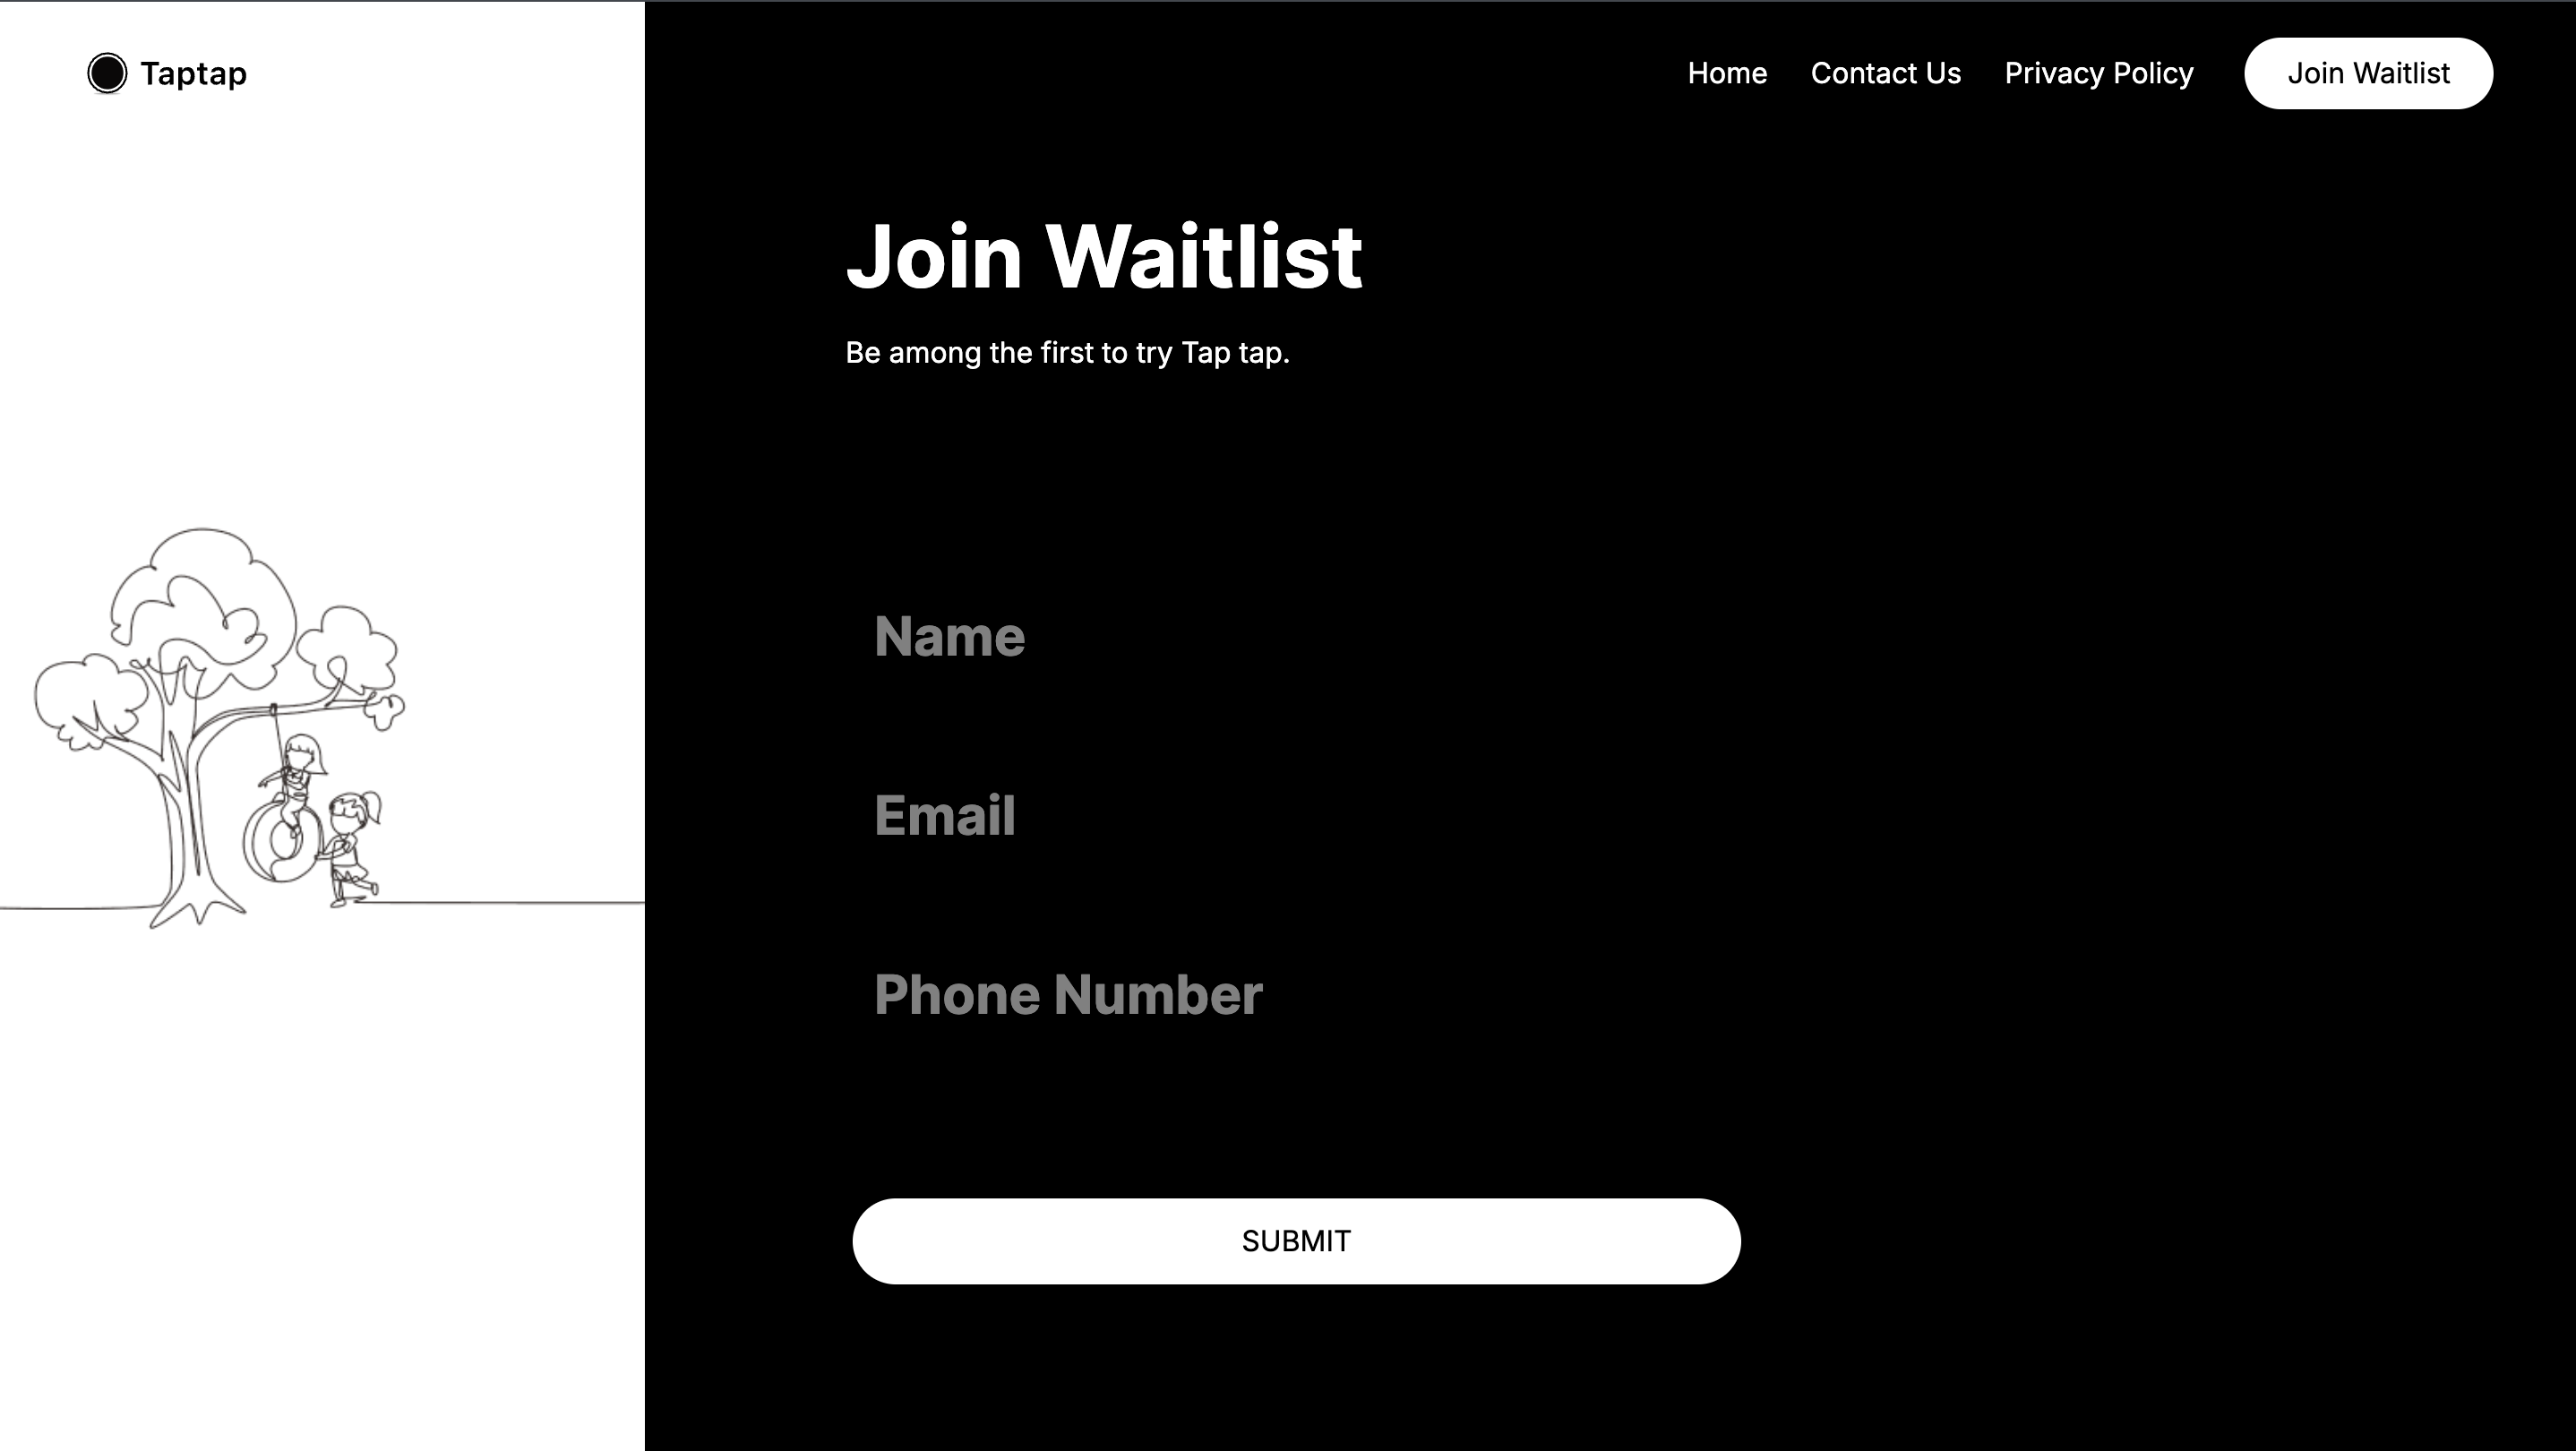 Taptap
Home Contact Us Privacy Policy Join Waitlist
Join Waitlist
Be among the first to try Tap tap.
Name
Email
Phone Number
SUBMIT